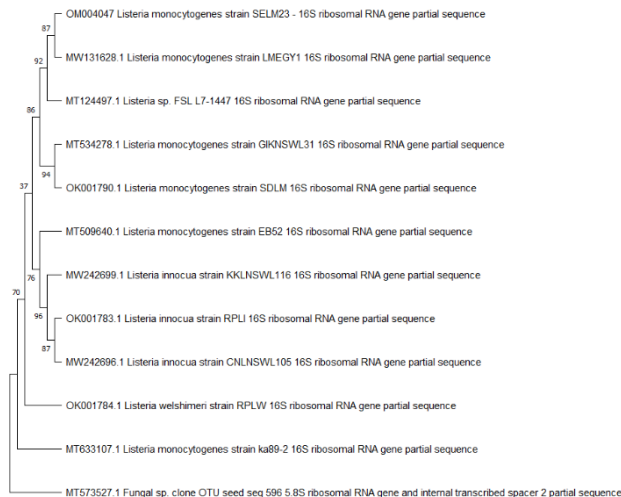 OM004047 Listeria monocytogenes strain SELM23 - 16S ribosomal RNA gene partial sequence
87
MW131628.1 Listeria monocytogenes strain LMEGY1 16S ribosomal RNA gene partial sequence
92
MT124497.1 Listeria sp. FSL L7-1447 16S ribosomal RNA gene partial sequence
86
MT534278.1 Listeria monocytogenes strain GIKNSWL31 16S ribosomal RNA gene partial sequence
94
OK001790.1 Listeria monocytogenes strain SDLM 16S ribosomal RNA gene partial sequence
37
MT509640.1 Listeria monocytogenes strain EB52 16S ribosomal RNA gene partial sequence
76
MW242699.1 Listeria innocua strain KKLNSWL116 16S ribosomal RNA gene partial sequence
70
96
OK001783.1 Listeria innocua strain RPLI 16S ribosomal RNA gene partial sequence
87
MW242696.1 Listeria innocua strain CNLNSWL105 16S ribosomal RNA gene partial sequence
OK001784.1 Listeria welshimeri strain RPLW 16S ribosomal RNA gene partial sequence
MT633107.1 Listeria monocytogenes strain ka89-2 16S ribosomal RNA gene partial sequence
MT573527.1 Fungal sp. clone OTU seed seq 596 5.8S ribosomal RNA gene and internal transcribed spacer 2 partial sequence